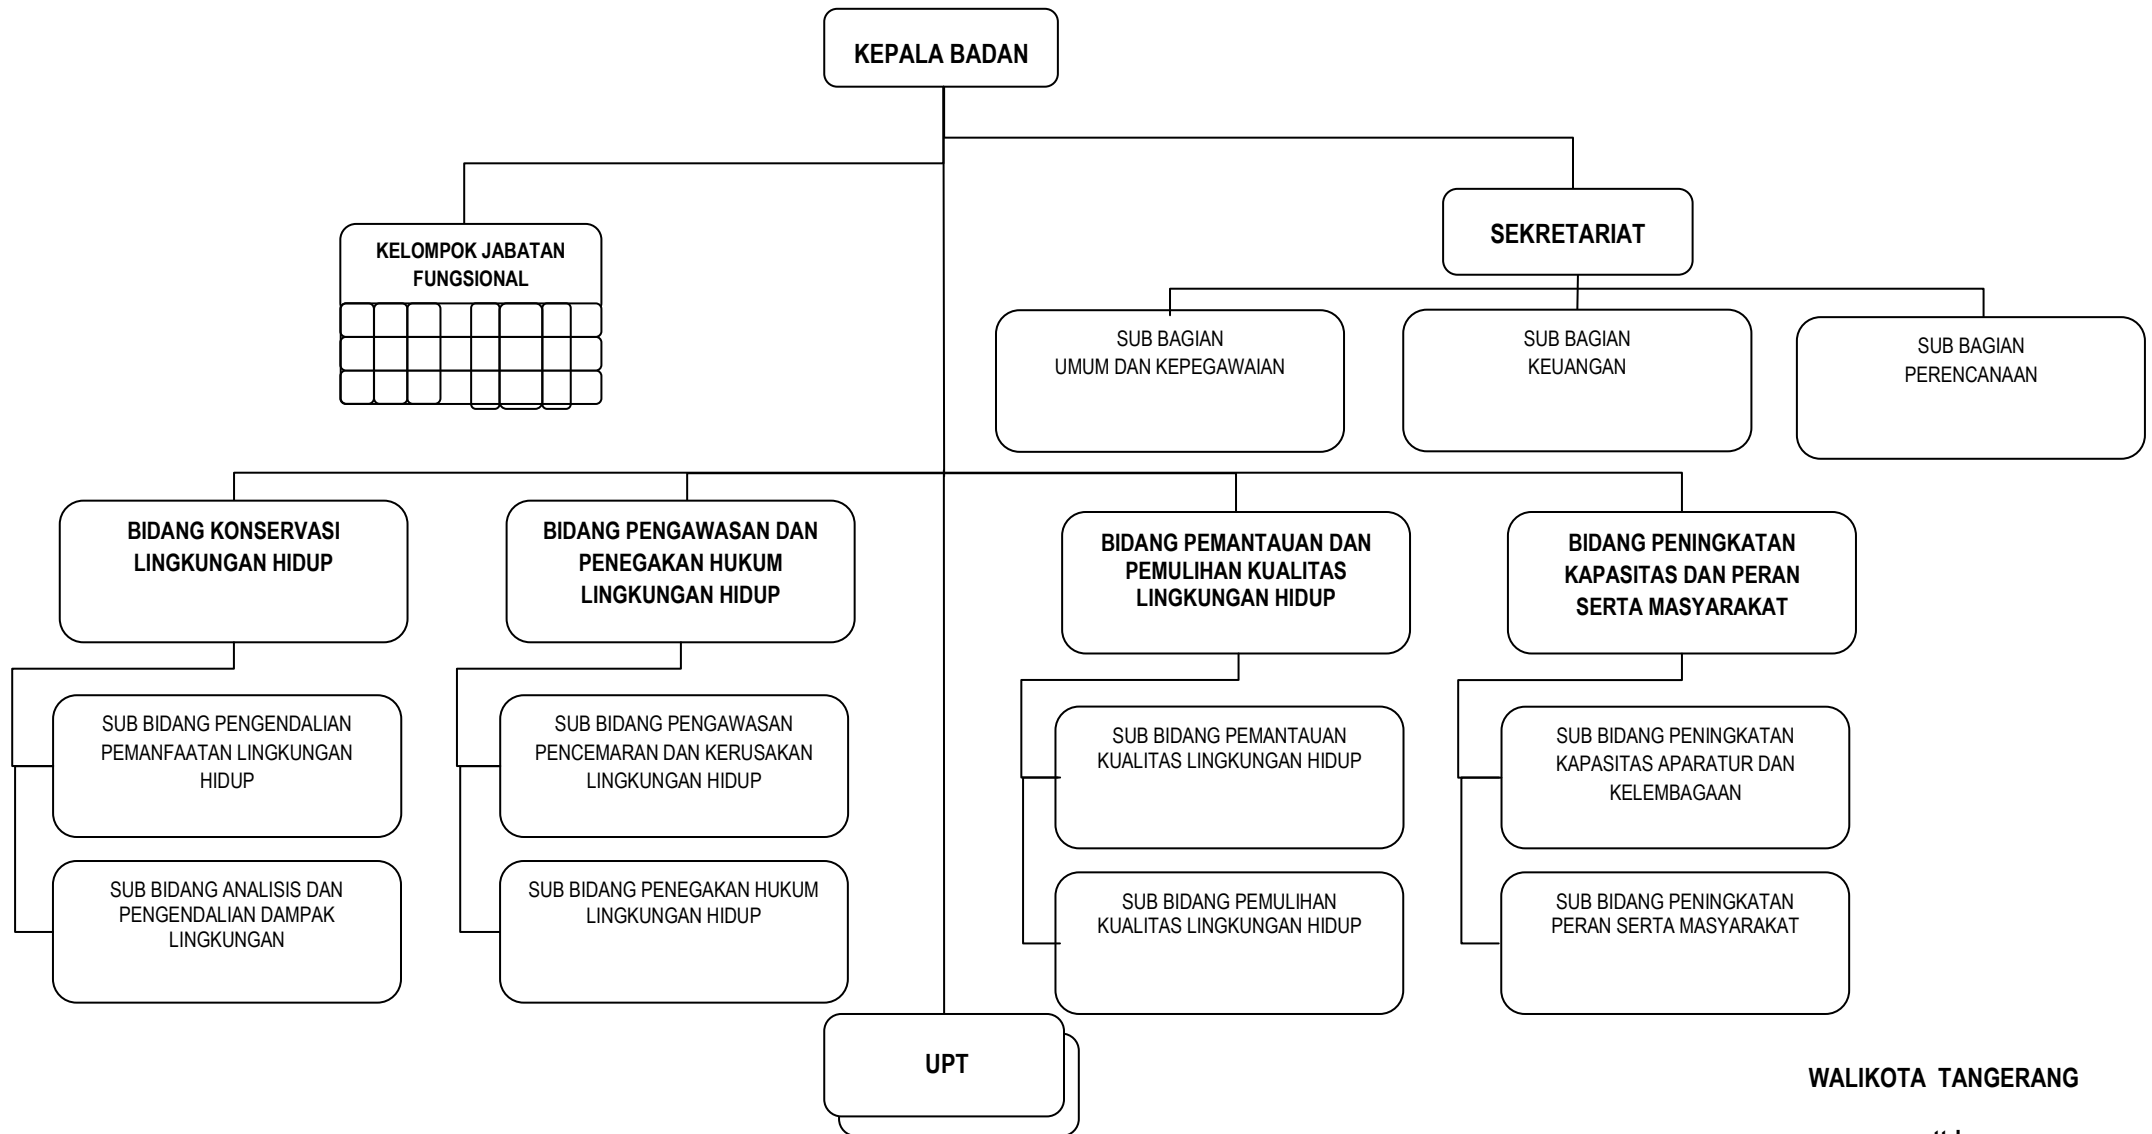 KEPALA BADAN
KELOMPOK JABATAN
FUNGSIONAL
SEKRETARIAT
SUB BAGIAN
UMUM DAN KEPEGAWAIAN
SUB BAGIAN
KEUANGAN
SUB BAGIAN
PERENCANAAN
BIDANG KONSERVASI
LINGKUNGAN HIDUP
BIDANG PENGAWASAN DAN
PENEGAKAN HUKUM
LINGKUNGAN HIDUP
BIDANG PEMANTAUAN DAN
PEMULIHAN KUALITAS
LINGKUNGAN HIDUP
BIDANG PENINGKATAN
KAPASITAS DAN PERAN
SERTA MASYARAKAT
SUB BIDANG PENGENDALIAN
PEMANFAATAN LINGKUNGAN
HIDUP
SUB BIDANG PENGAWASAN
PENCEMARAN DAN KERUSAKAN
LINGKUNGAN HIDUP
SUB BIDANG PEMANTAUAN
KUALITAS LINGKUNGAN HIDUP
SUB BIDANG PENINGKATAN
KAPASITAS APARATUR DAN
KELEMBAGAAN
SUB BIDANG ANALISIS DAN
PENGENDALIAN DAMPAK
LINGKUNGAN
SUB BIDANG PENEGAKAN HUKUM
LINGKUNGAN HIDUP
SUB BIDANG PEMULIHAN
KUALITAS LINGKUNGAN HIDUP
SUB BIDANG PENINGKATAN
PERAN SERTA MASYARAKAT
UPT
WALIKOTA TANGERANG